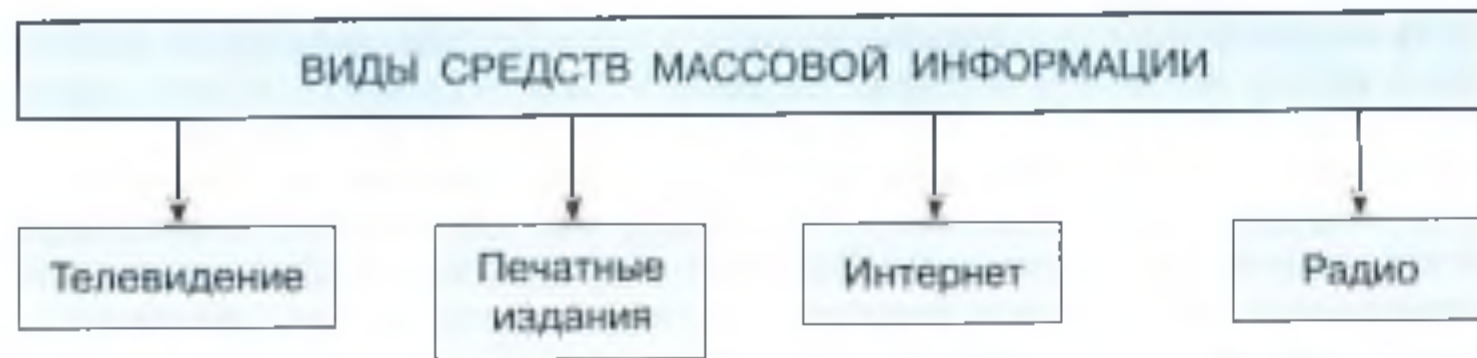 ВИДЫ СРЕДСТВ МАССОВОЙ ИНФОРМАЦИИ
Телевидение
Печатные
издания
Интернет
Радио